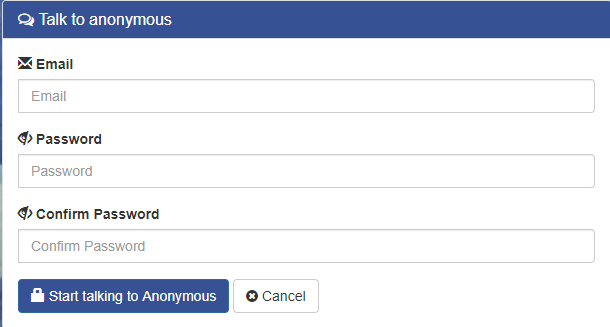 Talk to anonymous
Email
Email
Password
Password
Confirm Password
Confirm Password
Start talking to Anonymous Cancel